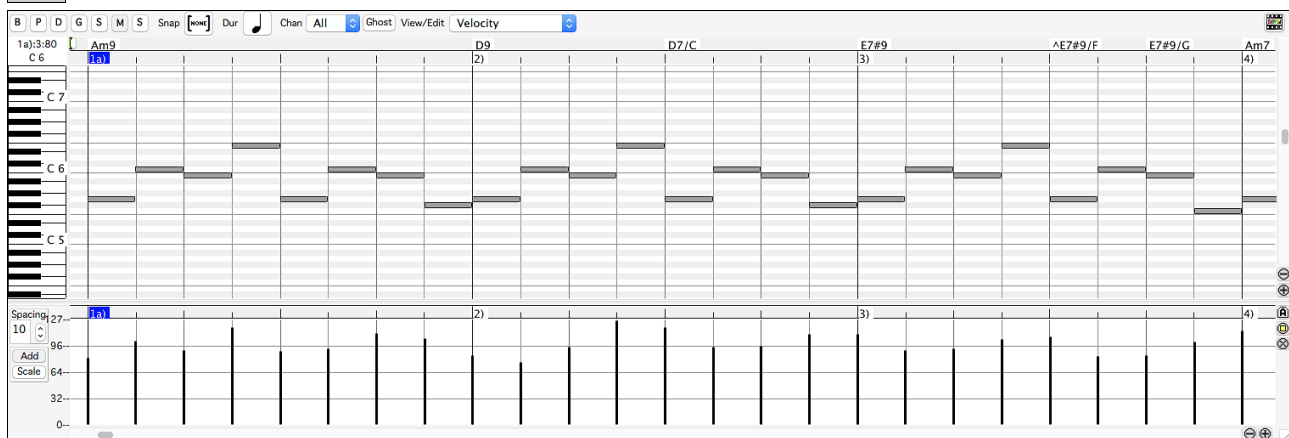 B P D G S M S Snap [NONE] Dur Chan All Ghost View/Edit Velocity
1a):3:80 Am9 D9 D7/C E7#9 ^E7#9/F E7#9/G Am7
C 6 1a) 2) 3) 4)
C 7
C 6
C 5
Spacing 1a) 2) 3) 4) A
127--
10
96--
Add
Scale 64--
32--
0--